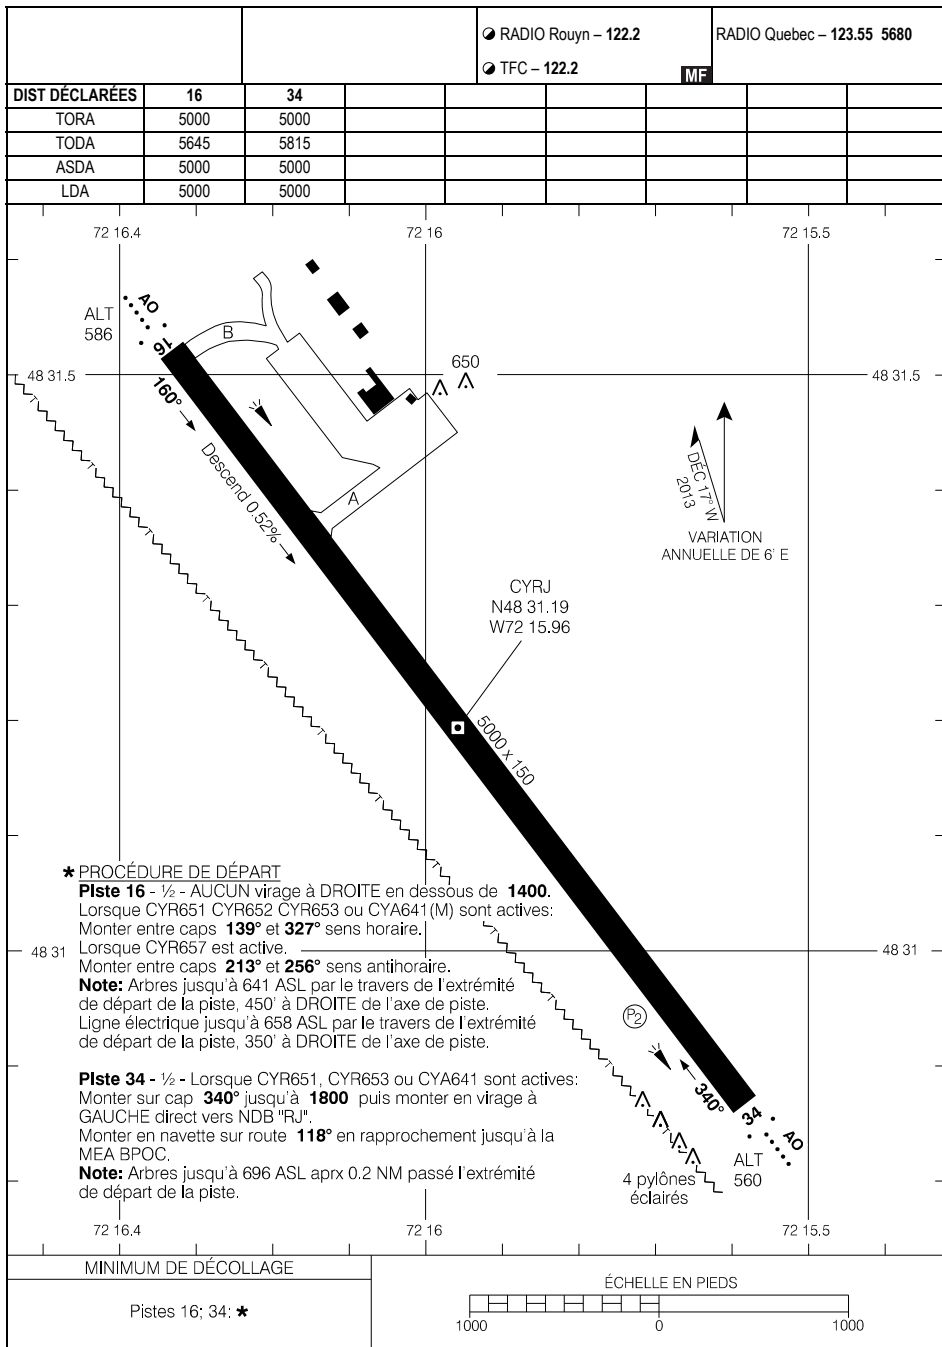 RADIO Rouyn – 122.2
TFC – 122.2
MF
RADIO Quebec – 123.55 5680
DIST DÉCLARÉES 16 34
TORA 5000 5000
TODA 5645 5815
ASDA 5000 5000
LDA 5000 5000
72 16.4 72 16 72 15.5
ALT
586
AO
16
B
650
48 31.5 48 31.5
160°
Descend 0.52%
A
DÉC 17° W
2013
VARIATION
ANNUELLE DE 6' E
CYRJ
N48 31.19
W72 15.96
5000 x 150
* PROCÉDURE DE DÉPART
Piste 16 - ½ - AUCUN virage à DROITE en dessous de 1400.
Lorsque CYR651 CYR652 CYR653 ou CYA641(M) sont actives:
Monter entre caps 139° et 327° sens horaire.
Lorsque CYR657 est active.
Monter entre caps 213° et 256° sens antihoraire.
Note: Arbres jusqu'à 641 ASL par le travers de l'extrémité
de départ de la piste, 450' à DROITE de l'axe de piste.
Ligne électrique jusqu'à 658 ASL par le travers de l'extrémité
de départ de la piste, 350' à DROITE de l'axe de piste.
48 31 48 31
Piste 34 - ½ - Lorsque CYR651, CYR653 ou CYA641 sont actives:
Monter sur cap 340° jusqu'à 1800 puis monter en virage à
GAUCHE direct vers NDB "RJ".
Monter en navette sur route 118° en rapprochement jusqu'à la
MEA BPOC.
Note: Arbres jusqu'à 696 ASL aprx 0.2 NM passé l'extrémité
de départ de la piste.
P2
340°
34
AO
ALT
560
4 pylônes
éclairés
72 16.4 72 16 72 15.5
MINIMUM DE DÉCOLLAGE
Pistes 16; 34: *
ÉCHELLE EN PIEDS
1000 0 1000